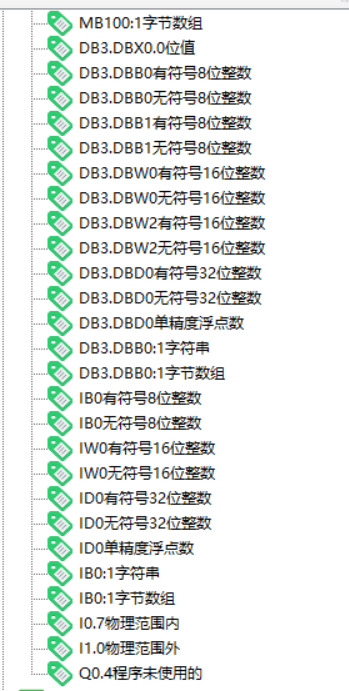 MB100:1字节数组
DB3.DBX0.0位值
DB3.DBB0有符号8位整数
DB3.DBB0无符号8位整数
DB3.DBB1有符号8位整数
DB3.DBB1无符号8位整数
DB3.DBW0有符号16位整数
DB3.DBW0无符号16位整数
DB3.DBW2有符号16位整数
DB3.DBW2无符号16位整数
DB3.DBD0有符号32位整数
DB3.DBD0无符号32位整数
DB3.DBD0单精度浮点数
DB3.DBB0:1字符串
DB3.DBB0:1字节数组
IB0有符号8位整数
IB0无符号8位整数
IW0有符号16位整数
IW0无符号16位整数
ID0有符号32位整数
ID0无符号32位整数
ID0单精度浮点数
IB0:1字符串
IB0:1字节数组
I0.7物理范围内
I1.0物理范围外
Q0.4程序未使用的